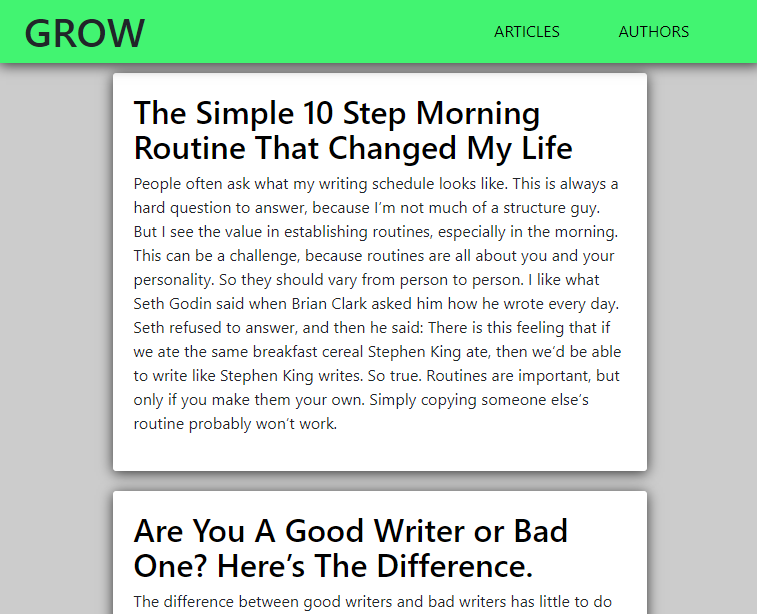 GROW
ARTICLES
AUTHORS
The Simple 10 Step Morning
Routine That Changed My Life
People often ask what my writing schedule looks like. This is always a
hard question to answer, because I’m not much of a structure guy.
But I see the value in establishing routines, especially in the morning.
This can be a challenge, because routines are all about you and your
personality. So they should vary from person to person. I like what
Seth Godin said when Brian Clark asked him how he wrote every day.
Seth refused to answer, and then he said: There is this feeling that if
we ate the same breakfast cereal Stephen King ate, then we’d be able
to write like Stephen King writes. So true. Routines are important, but
only if you make them your own. Simply copying someone else’s
routine probably won’t work.
Are You A Good Writer or Bad
One? Here’s The Difference.
The difference between good writers and bad writers has little to do